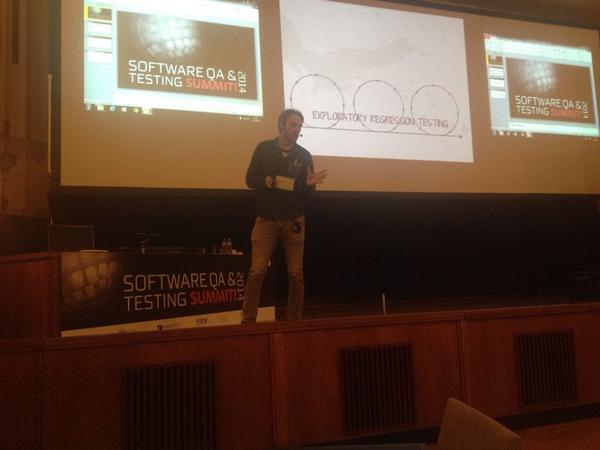 SOFTWARE QA &
TESTING SUMMIT!
2014
EXPLORATORY REGRESSION TESTING
SOFTWARE QA &
TESTING SUMMIT!
2014
SOFTWARE QA &
TESTING SUMMIT!
2014